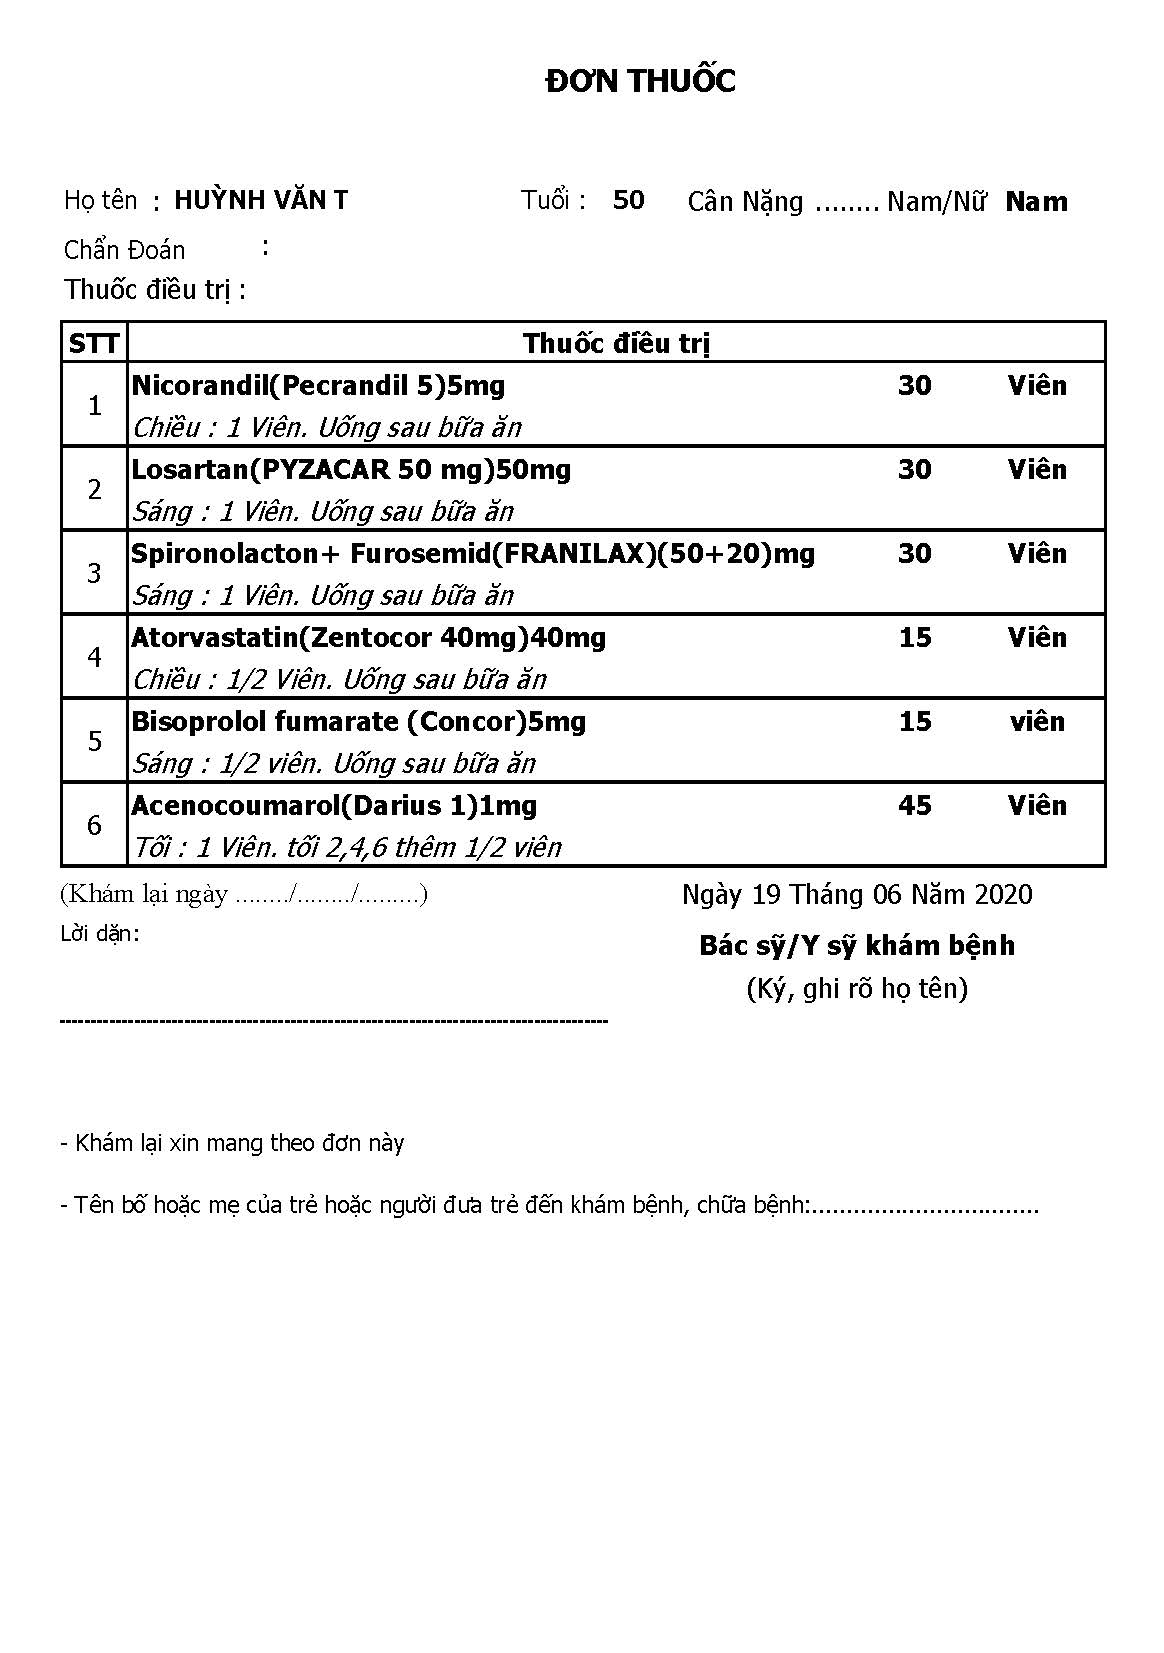 ĐƠN THUỐC
Họ tên : HUỲNH VĂN T Tuổi : 50 Cân Nặng ........ Nam/Nữ Nam
Chẩn Đoán :
Thuốc điều trị :
STT Thuốc điều trị
1 Nicorandil(Pecrandil 5)5mg 30 Viên
Chiều : 1 Viên. Uống sau bữa ăn
2 Losartan(PYZACAR 50 mg)50mg 30 Viên
Sáng : 1 Viên. Uống sau bữa ăn
3 Spironolacton+ Furosemid(FRANILAX)(50+20)mg 30 Viên
Sáng : 1 Viên. Uống sau bữa ăn
4 Atorvastatin(Zentocor 40mg)40mg 15 Viên
Chiều : 1/2 Viên. Uống sau bữa ăn
5 Bisoprolol fumarate (Concor)5mg 15 viên
Sáng : 1/2 viên. Uống sau bữa ăn
6 Acenocoumarol(Darius 1)1mg 45 Viên
Tối : 1 Viên. tối 2,4,6 thêm 1/2 viên
(Khám lại ngày ......../......../.........) Ngày 19 Tháng 06 Năm 2020
Lời dặn:
Bác sỹ/Y sỹ khám bệnh
(Ký, ghi rõ họ tên)
- Khám lại xin mang theo đơn này
- Tên bố hoặc mẹ của trẻ hoặc người đưa trẻ đến khám bệnh, chữa bệnh:.................................